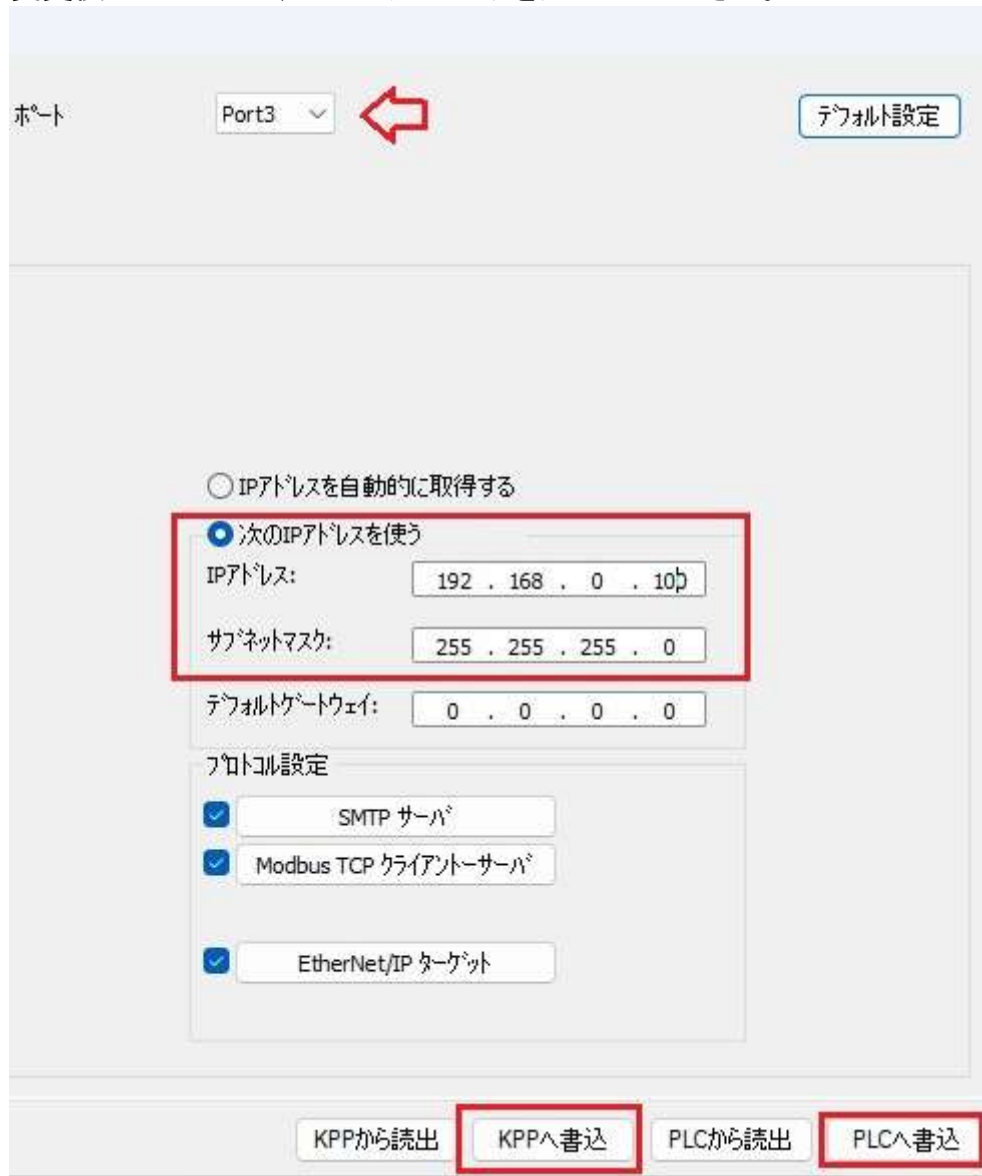 ポート Port3 デフォルト設定
IPアドレスを自動的に取得する
次のIPアドレスを使う
IPアドレス: 192 . 168 . 0 .
サブネットマスク: 255 . 255 . 255 . 0
デフォルトゲートウェイ: 0 . 0 . 0 . 0
プロトコル設定
SMTP サーバ
Modbus TCP クライアントーサーバ
EtherNet/IP ターゲット
KPPから読出 KPPへ書込 PLCから読出 PLCへ書込